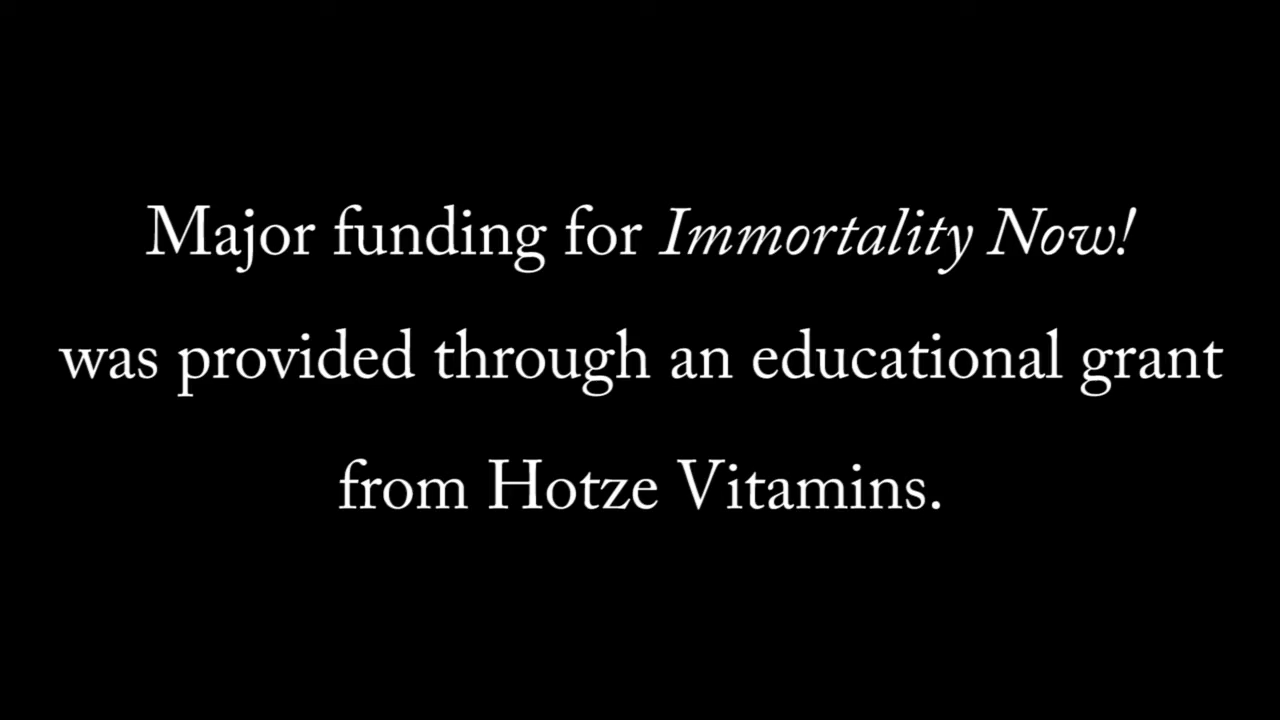 Major funding for Immortality Now!
was provided through an educational grant
from Hotze Vitamins.